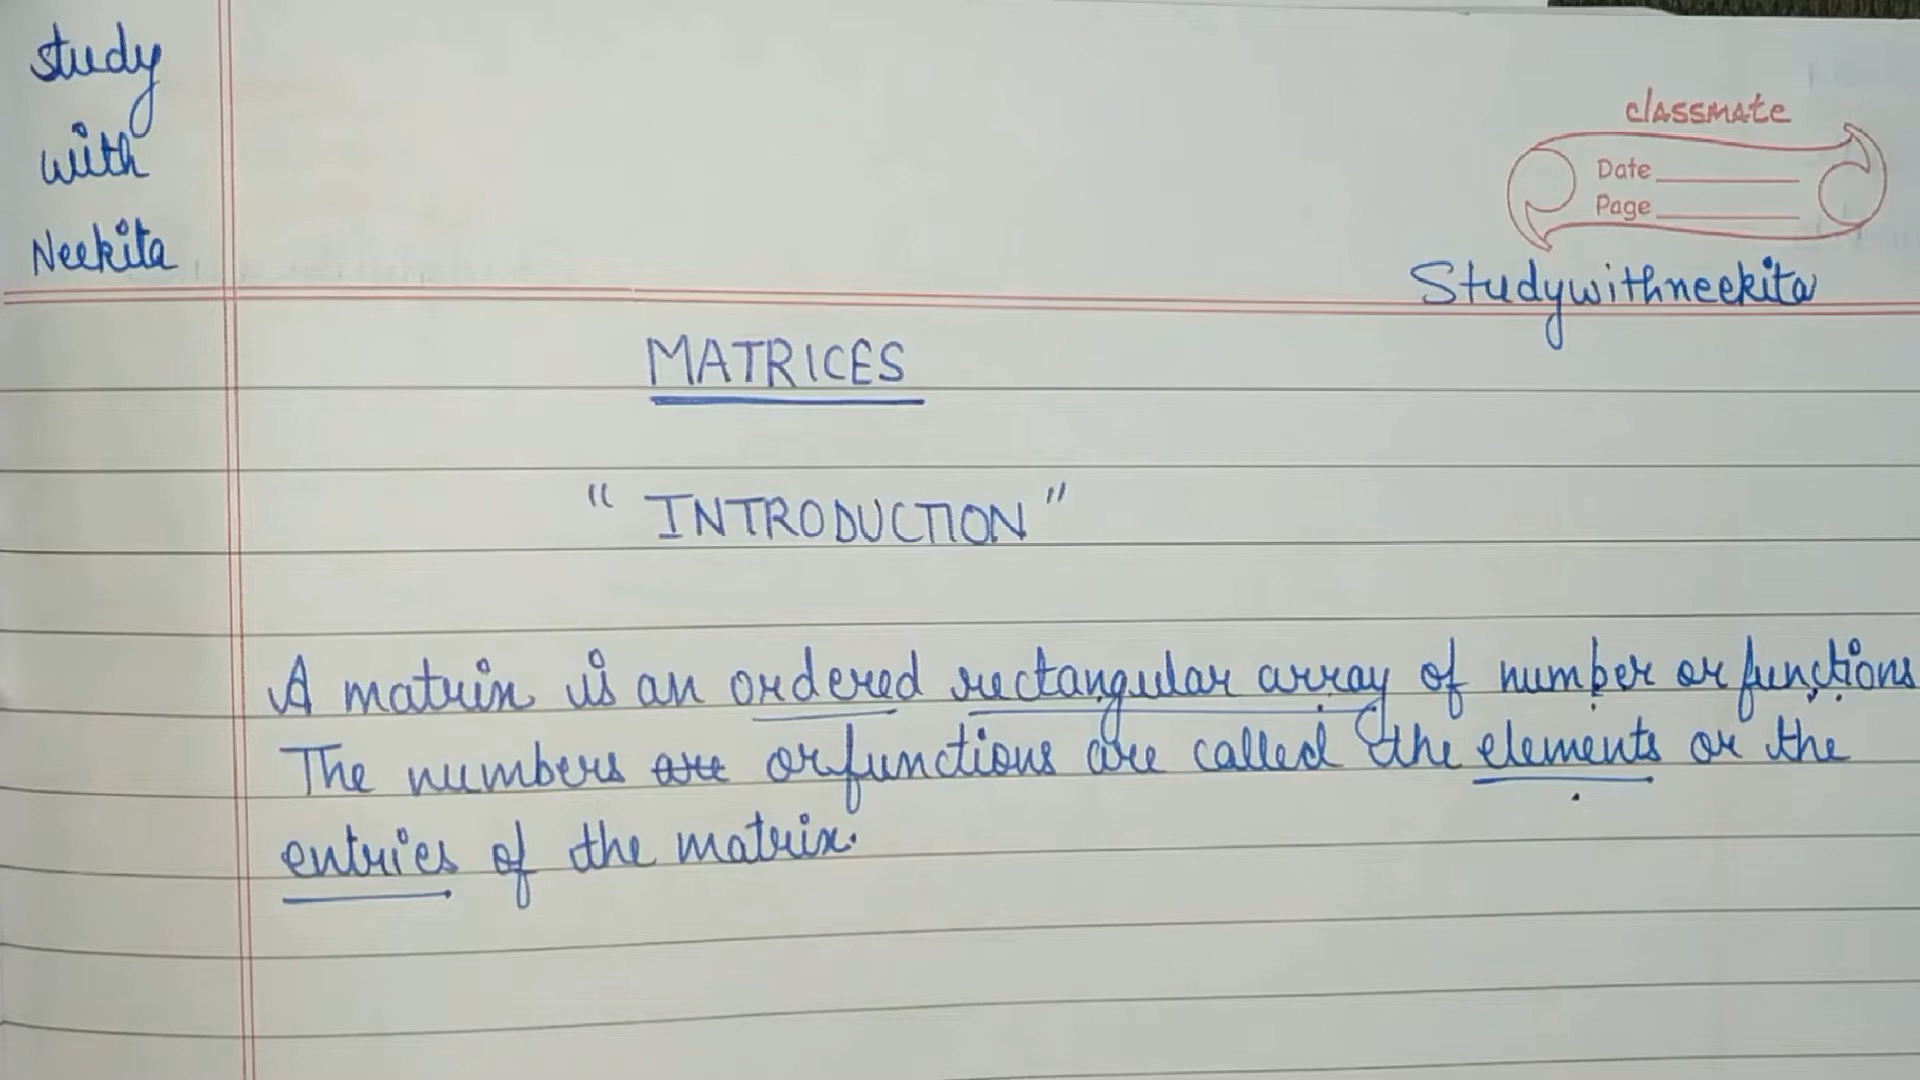 study
with
Neekita
classmate
Date
Page
Studywithneekita
MATRICES
"INTRODUCTION"
A matrix is an ordered rectangular array of number or functions
The numbers are or functions are called the elements or the
entries of the matrix.